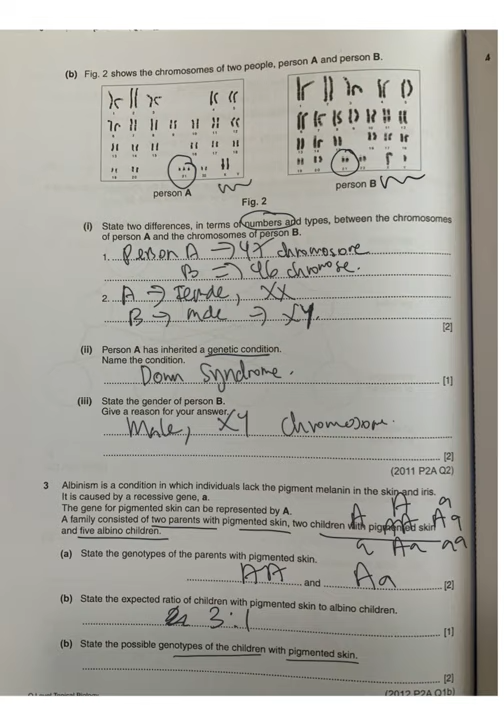 4
(b) Fig. 2 shows the chromosomes of two people, person A and person B.
person A
person B
Fig. 2
(i) State two differences, in terms of numbers and types, between the chromosomes
of person A and the chromosomes of person B.
1. Person A ⇒ 47 chromosome
B ⇒ 46 chromose.
2. A → Female, XX
B → male → XY.
[2]
(ii) Person A has inherited a genetic condition.
Name the condition.
Down Syndrome.
[1]
(iii) State the gender of person B.
Give a reason for your answer.
Male, XY chromosome.
[2]
(2011 P2A Q2)
3 Albinism is a condition in which individuals lack the pigment melanin in the skin and iris.
It is caused by a recessive gene, a.
The gene for pigmented skin can be represented by A.
A family consisted of two parents with pigmented skin, two children with pigmented skin
and five albino children.
A a
A AA Aa
a Aa aa
(a) State the genotypes of the parents with pigmented skin.
AA and Aa [2]
(b) State the expected ratio of children with pigmented skin to albino children.
3:1
[1]
(b) State the possible genotypes of the children with pigmented skin.
[2]
(2012 P2A Q1b)
O Level Topical Biology